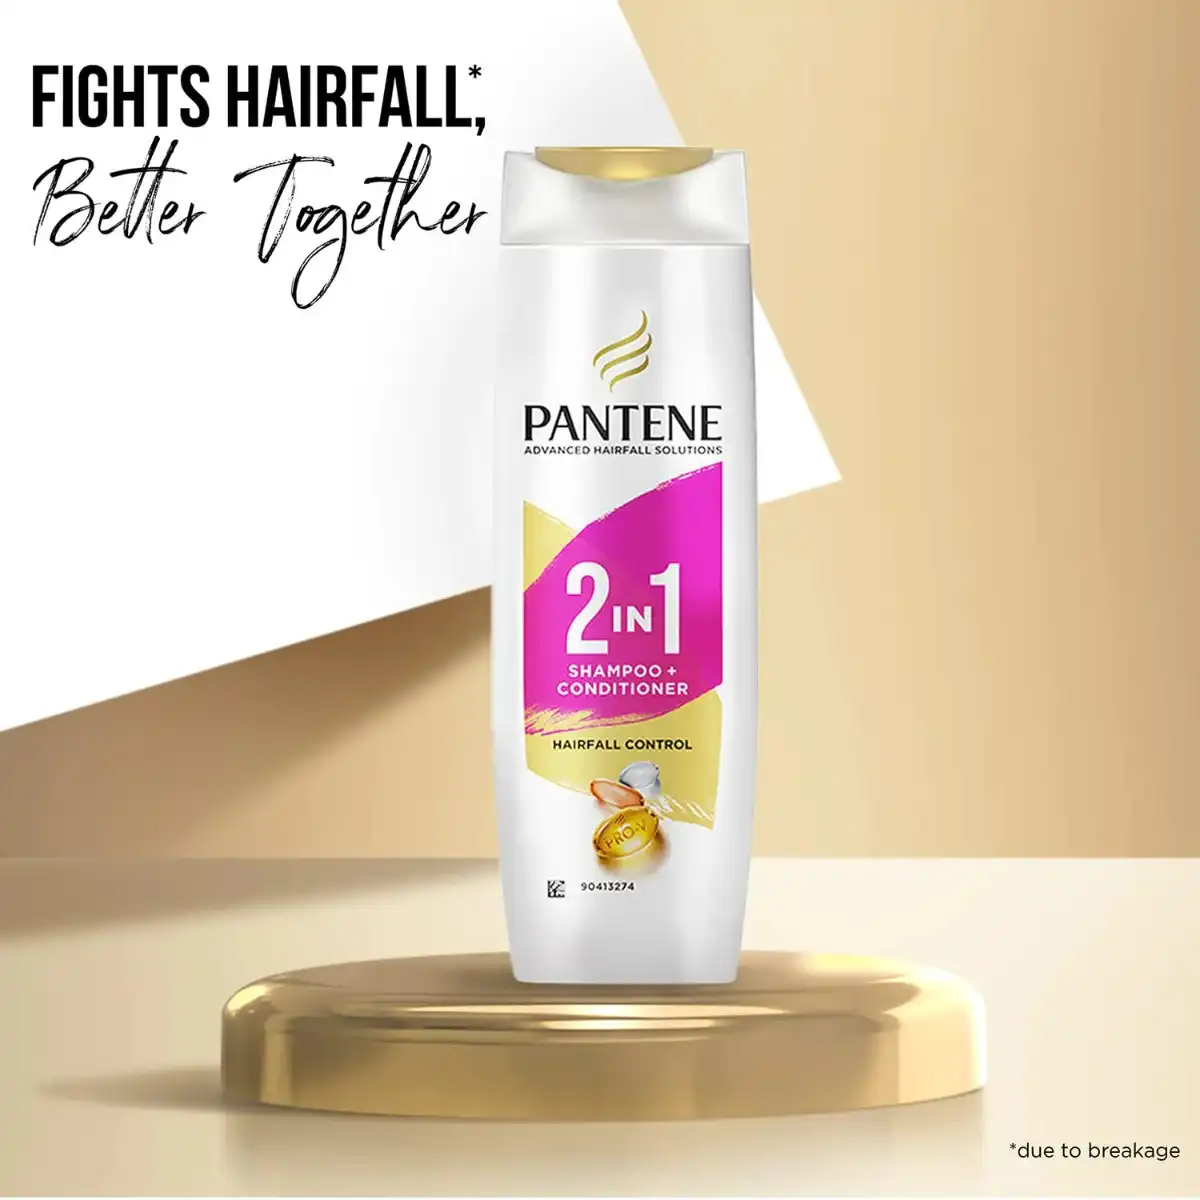 FIGHTS HAIRFALL*,
Better Together
PANTENE
ADVANCED HAIRFALL SOLUTIONS
2 IN 1
SHAMPOO +
CONDITIONER
HAIRFALL CONTROL
PRO-V
90413274
*due to breakage